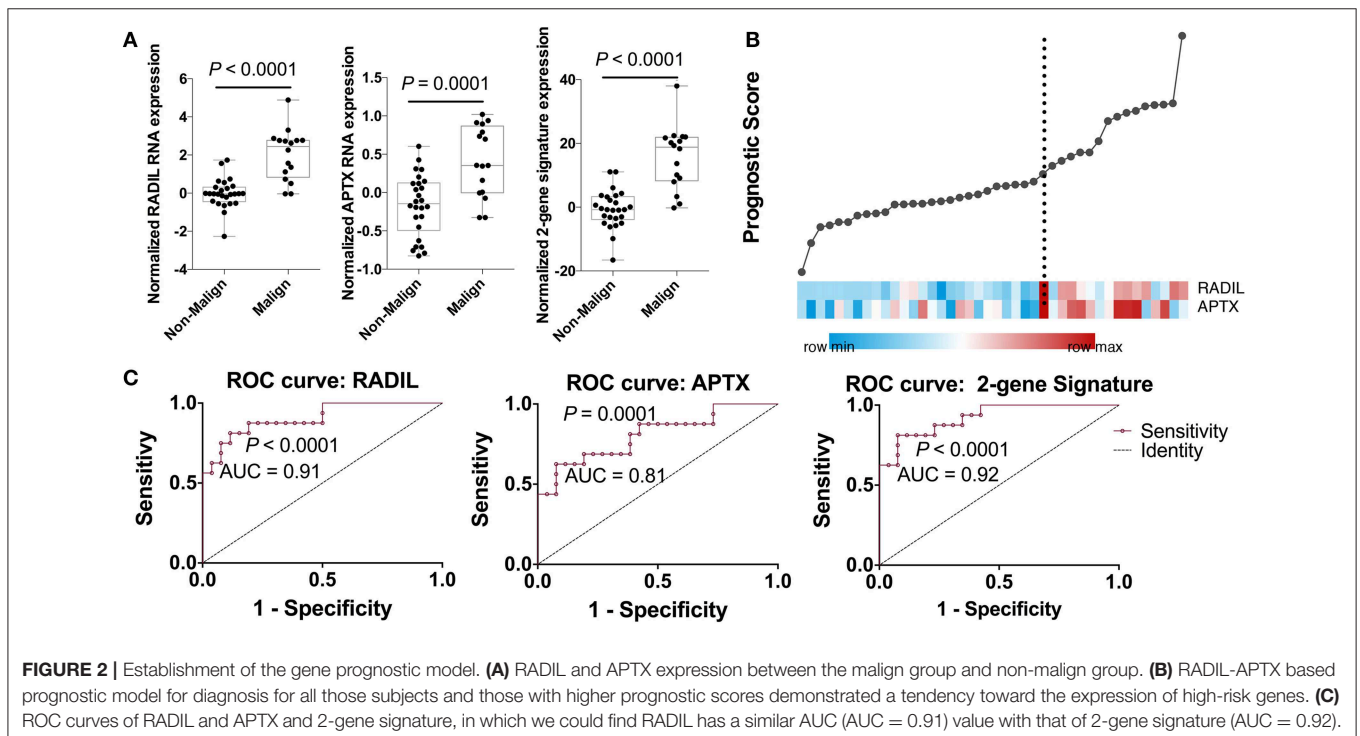 A
Normalized RADIL RNA expression
P < 0.0001
6
4
2
0
-2
-4
Non-Malign
Malign
Normalized APTX RNA expression
P = 0.0001
1.5
1.0
0.5
0.0
-0.5
-1.0
Non-Malign
Malign
Normalized 2-gene signature expression
P < 0.0001
40
20
0
-20
Non-Malign
Malign
B
Prognostic Score
RADIL
APTX
row min
row max
C
ROC curve: RADIL
Sensitivy
1.0
0.5
0.0
P < 0.0001
AUC = 0.91
0.0
0.5
1.0
1 - Specificity
ROC curve: APTX
Sensitivy
1.0
0.5
0.0
P = 0.0001
AUC = 0.81
0.0
0.5
1.0
1 - Specificity
ROC curve: 2-gene Signature
Sensitivy
1.0
0.5
0.0
P < 0.0001
AUC = 0.92
0.0
0.5
1.0
1 - Specificity
Sensitivity
Identity
FIGURE 2 | Establishment of the gene prognostic model. (A) RADIL and APTX expression between the malign group and non-malign group. (B) RADIL-APTX based
prognostic model for diagnosis for all those subjects and those with higher prognostic scores demonstrated a tendency toward the expression of high-risk genes. (C)
ROC curves of RADIL and APTX and 2-gene signature, in which we could find RADIL has a similar AUC (AUC = 0.91) value with that of 2-gene signature (AUC = 0.92).